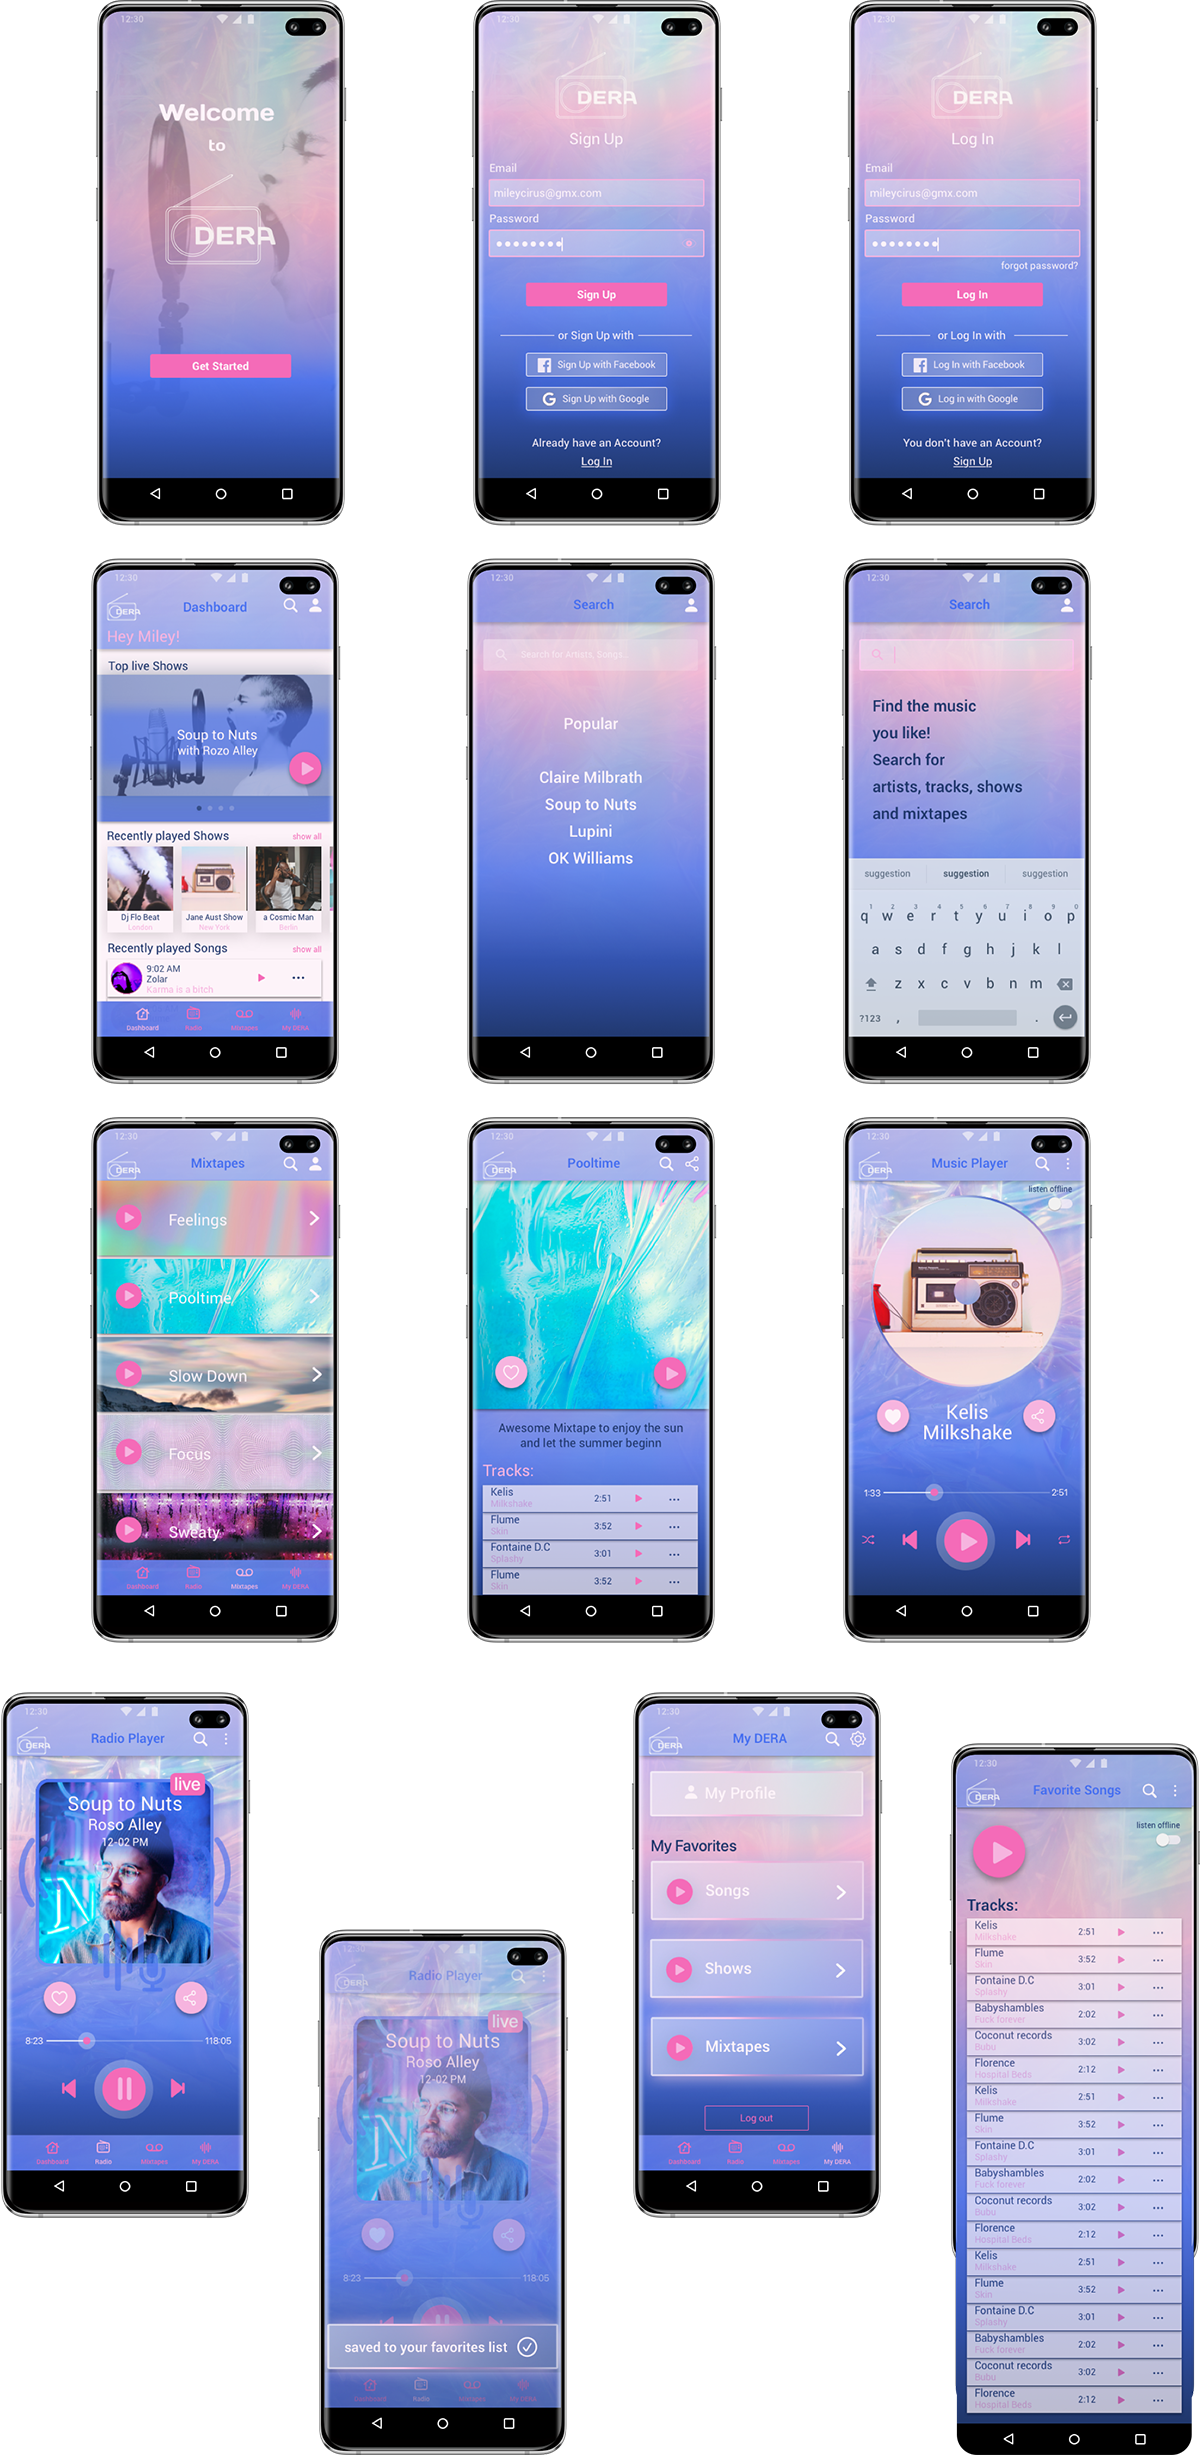 12:30
Welcome
to
DERA
Get Started
12:30
DERA
Sign Up
Email
mileycirus@gmx.com
Password
Sign Up
or Sign Up with
Sign Up with Facebook
G Sign Up with Google
Already have an Account?
Log In
12:30
DERA
Log In
Email
mileycirus@gmx.com
Password
forgot password?
Log In
or Log In with
Log In with Facebook
G Log in with Google
You don't have an Account?
Sign Up
12:30
DERA
Dashboard
Hey Miley!
Top live Shows
Soup to Nuts
with Rozo Alley
Recently played Shows
show all
Dj Flo Beat
London
Jane Aust Show
New York
a Cosmic Man
Berlin
Recently played Songs
show all
9:02 AM
Zolar
Karma is a bitch
Dashboard
Radio
Mixtapes
My DERA
12:30
Search
Search for Artists, Songs...
Popular
Claire Milbrath
Soup to Nuts
Lupini
OK Williams
12:30
Search
Find the music
you like!
Search for
artists, tracks, shows
and mixtapes
suggestion suggestion suggestion
1 2 3 4 5 6 7 8 9 0
q w e r t y u i o p
a s d f g h j k l
z x c v b n m
?123 , .
12:30
DERA
Mixtapes
Feelings
Pooltime
Slow Down
Focus
Sweaty
Dashboard
Radio
Mixtapes
My DERA
12:30
DERA
Pooltime
Awesome Mixtape to enjoy the sun
and let the summer beginn
Tracks:
Kelis
Milkshake
2:51
Flume
Skin
3:52
Fontaine D.C
Splashy
3:01
Flume
Skin
3:52
12:30
DERA
Music Player
listen offline
Kelis
Milkshake
1:33
2:51
12:30
DERA
Radio Player
live
Soup to Nuts
Roso Alley
12-02 PM
8:23
118:05
Dashboard
Radio
Mixtapes
My DERA
12:30
DERA
Radio Player
live
Soup to Nuts
Roso Alley
12-02 PM
8:23
118:05
saved to your favorites list
Dashboard
Radio
Mixtapes
My DERA
12:30
DERA
My DERA
My Profile
My Favorites
Songs
Shows
Mixtapes
Log out
Dashboard
Radio
Mixtapes
My DERA
12:30
DERA
Favorite Songs
listen offline
Tracks:
Kelis
Milkshake
2:51
Flume
Skin
3:52
Fontaine D.C
Splashy
3:01
Babyshambles
Fuck forever
2:02
Coconut records
Bubu
3:02
Florence
Hospital Beds
2:12
Kelis
Milkshake
2:51
Flume
Skin
3:52
Fontaine D.C
Splashy
3:01
Babyshambles
Fuck forever
2:02
Coconut records
Bubu
3:02
Florence
Hospital Beds
2:12
Kelis
Milkshake
2:51
Flume
Skin
3:52
Fontaine D.C
Splashy
3:01
Babyshambles
Fuck forever
2:02
Coconut records
Bubu
3:02
Florence
Hospital Beds
2:12